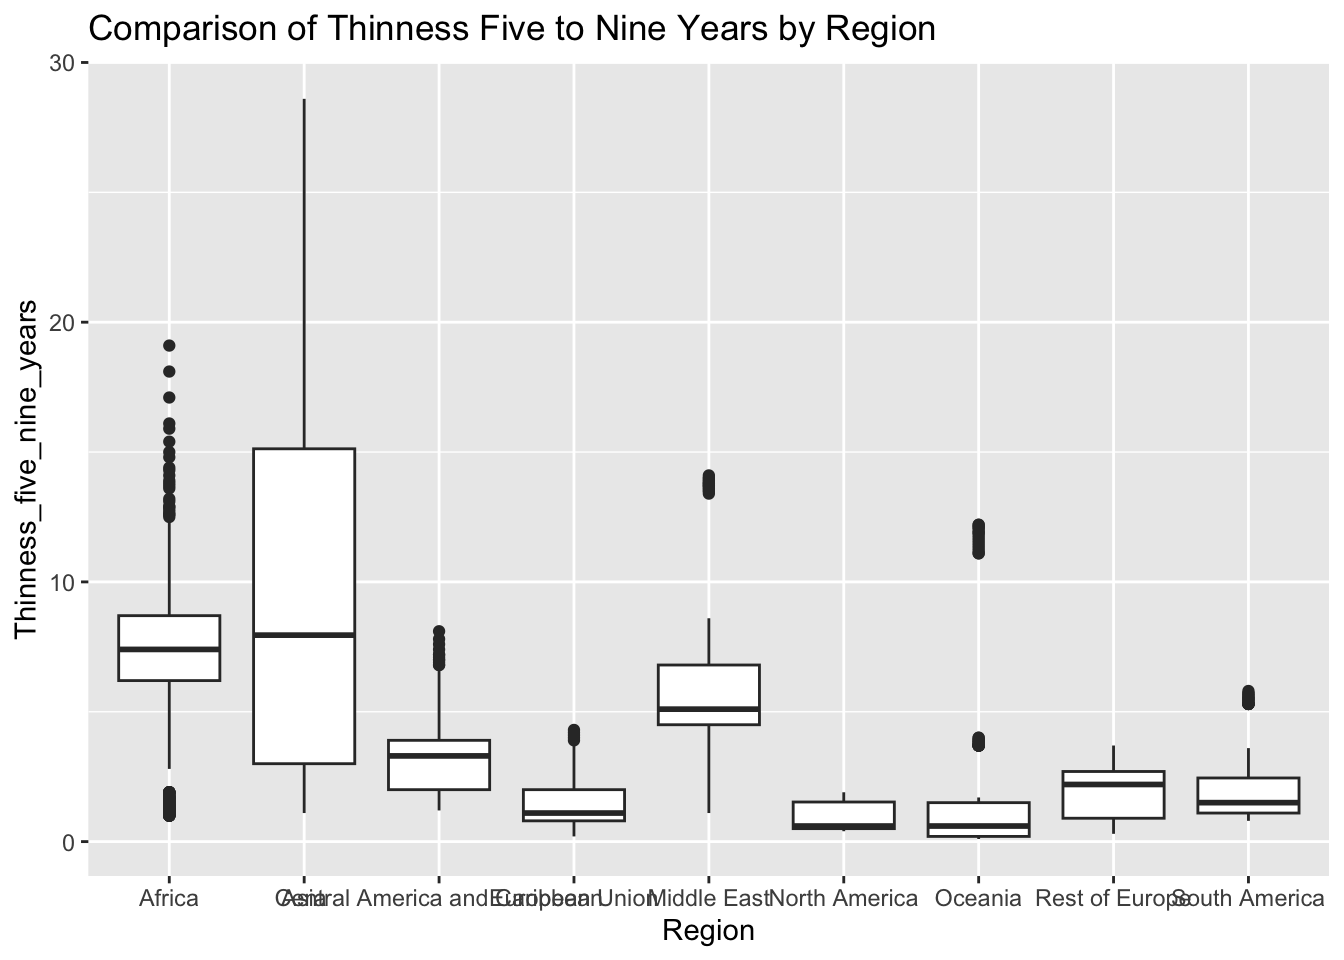 Comparison of Thinness Five to Nine Years by Region
Thinness_five_nine_years
30
20
10
0
Africa
Asia
Central America and Caribbean
European Union
Middle East
North America
Oceania
Rest of Europe
South America
Region